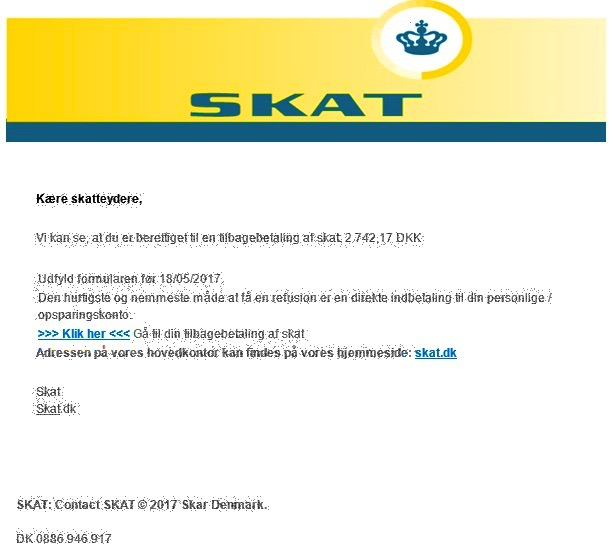 SKAT
Kære skatteydere,
Vi kan se, at du er berettiget til en tilbagebetaling af skat 2.742,17 DKK
Udfyld formularen før 18/05/2017
Den hurtigste og nemmeste måde at få en refusion er en direkte indbetaling til din personlige /
opsparingskonto.
>>> Klik her <<< Gå til din tilbagebetaling af skat
Adressen på vores hovedkontor kan findes på vores hjemmeside: skat.dk
Skat
Skat.dk
SKAT: Contact SKAT © 2017 Skar Denmark.
DK 0886 946 917